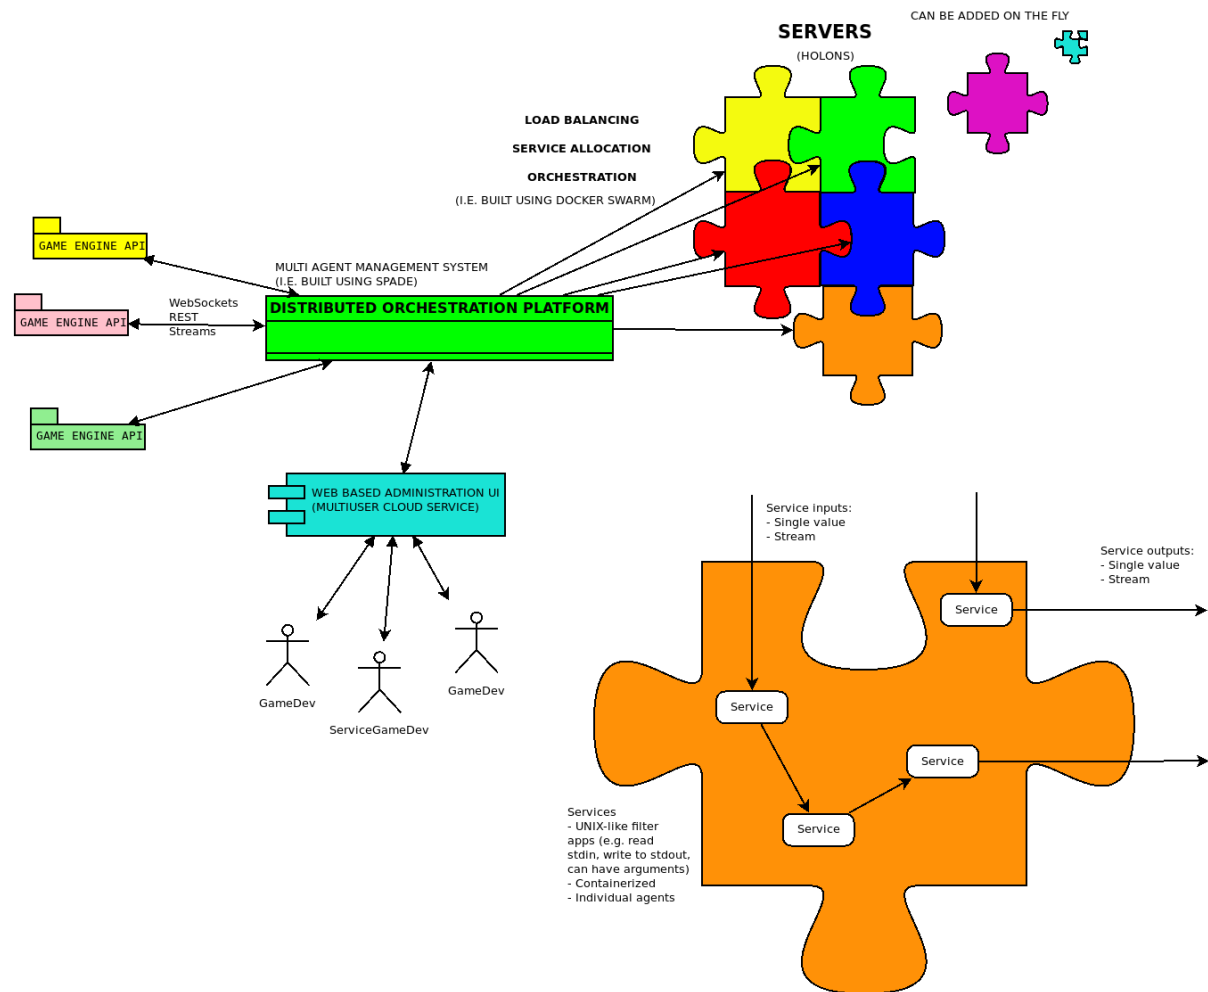 CAN BE ADDED ON THE FLY
SERVERS
(HOLONS)
LOAD BALANCING
SERVICE ALLOCATION
ORCHESTRATION
(I.E. BUILT USING DOCKER SWARM)
GAME ENGINE API
MULTI AGENT MANAGEMENT SYSTEM
(I.E. BUILT USING SPADE)
WebSockets
REST
Streams
GAME ENGINE API
DISTRIBUTED ORCHESTRATION PLATFORM
GAME ENGINE API
WEB BASED ADMINISTRATION UI
(MULTIUSER CLOUD SERVICE)
GameDev
ServiceGameDev
GameDev
Service inputs:
- Single value
- Stream
Service outputs:
- Single value
- Stream
Service
Service
Service
Service
Services
- UNIX-like filter
apps (e.g. read
stdin, write to stdout,
can have arguments)
- Containerized
- Individual agents